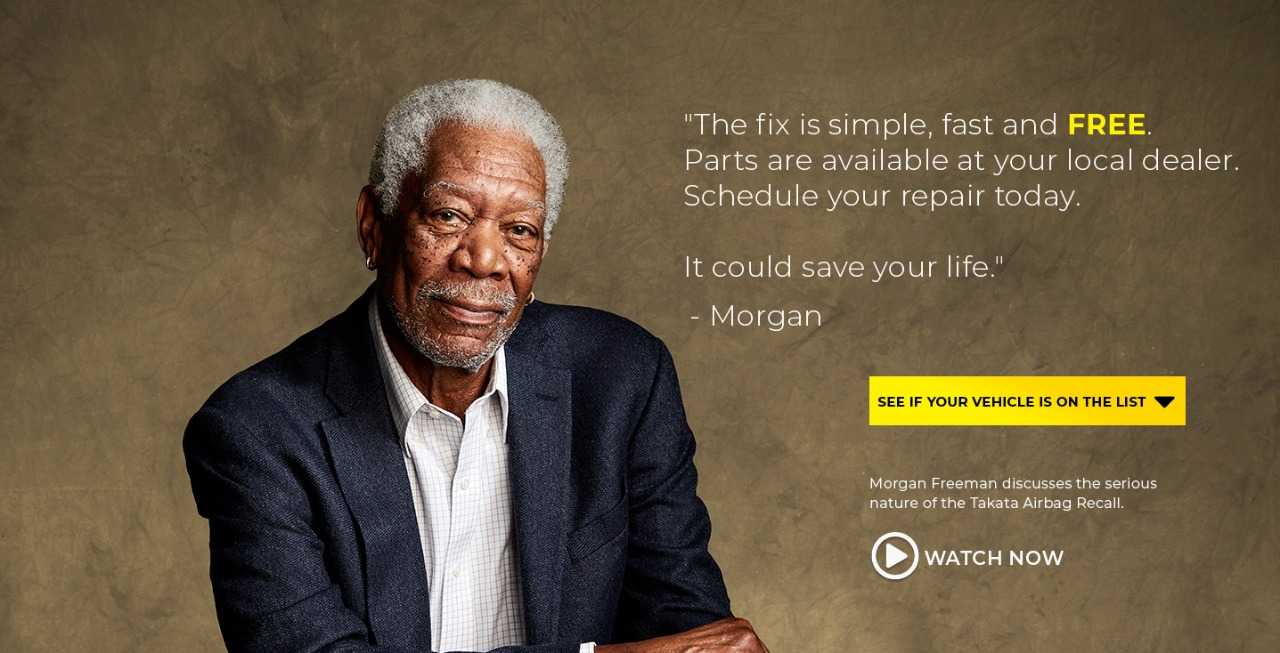 "The fix is simple, fast and FREE.
Parts are available at your local dealer.
Schedule your repair today.
It could save your life."
- Morgan
SEE IF YOUR VEHICLE IS ON THE LIST
Morgan Freeman discusses the serious
nature of the Takata Airbag Recall.
WATCH NOW